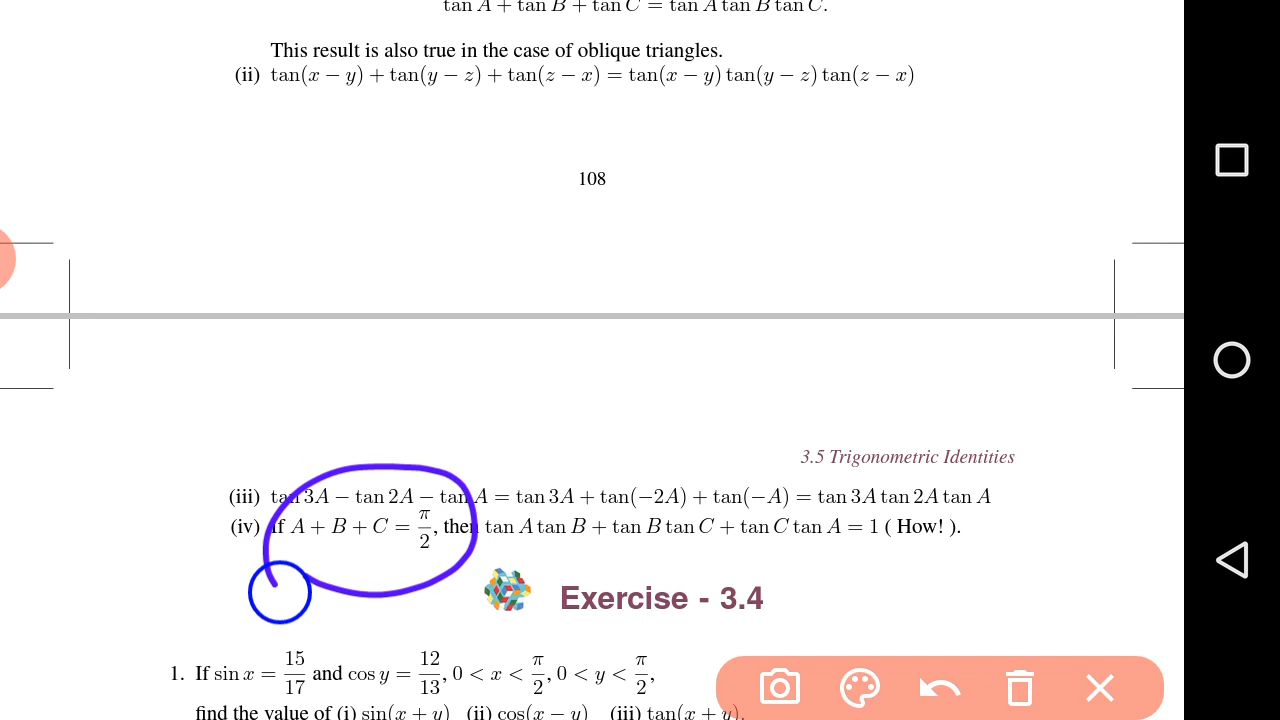 tan A + tan B + tan C = tan A tan B tan C.
This result is also true in the case of oblique triangles.
(ii) tan(x − y) + tan(y − z) + tan(z − x) = tan(x − y) tan(y − z) tan(z − x)
108
3.5 Trigonometric Identities
(iii) tan 3A − tan 2A − tan A = tan 3A + tan(−2A) + tan(−A) = tan 3A tan 2A tan A
(iv) If A + B + C = π/2, then tan A tan B + tan B tan C + tan C tan A = 1 ( How! ).
Exercise - 3.4
1. If sin x = 15/17 and cos y = 12/13, 0 < x < π/2, 0 < y < π/2,
find the value of (i) sin(x + y) (ii) cos(x − y) (iii) tan(x + y).